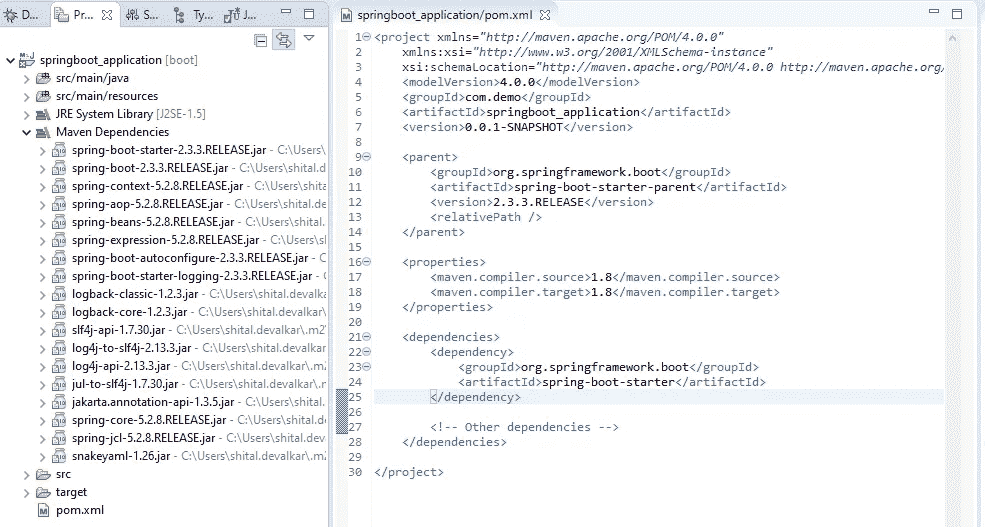 D...
Pr...
S...
Ty...
J...
springboot_application [boot]
src/main/java
src/main/resources
JRE System Library [J2SE-1.5]
Maven Dependencies
spring-boot-starter-2.3.3.RELEASE.jar - C:\Users\
spring-boot-2.3.3.RELEASE.jar - C:\Users\shital.d
spring-context-5.2.8.RELEASE.jar - C:\Users\shita
spring-aop-5.2.8.RELEASE.jar - C:\Users\shital.de
spring-beans-5.2.8.RELEASE.jar - C:\Users\shital.
spring-expression-5.2.8.RELEASE.jar - C:\Users\sh
spring-boot-autoconfigure-2.3.3.RELEASE.jar - C:\
spring-boot-starter-logging-2.3.3.RELEASE.jar - C:
logback-classic-1.2.3.jar - C:\Users\shital.devalka
logback-core-1.2.3.jar - C:\Users\shital.devalkar\
slf4j-api-1.7.30.jar - C:\Users\shital.devalkar\.m2\
log4j-to-slf4j-2.13.3.jar - C:\Users\shital.devalka
log4j-api-2.13.3.jar - C:\Users\shital.devalkar\.m
jul-to-slf4j-1.7.30.jar - C:\Users\shital.devalkar\.
jakarta.annotation-api-1.3.5.jar - C:\Users\shital.
spring-core-5.2.8.RELEASE.jar - C:\Users\shital.de
spring-jcl-5.2.8.RELEASE.jar - C:\Users\shital.deva
snakeyaml-1.26.jar - C:\Users\shital.devalkar\.m2
src
target
pom.xml
springboot_application/pom.xml
1 <project xmlns="http://maven.apache.org/POM/4.0.0"
2 xmlns:xsi="http://www.w3.org/2001/XMLSchema-instance"
3 xsi:schemaLocation="http://maven.apache.org/POM/4.0.0 http://maven.apache.org/
4 <modelVersion>4.0.0</modelVersion>
5 <groupId>com.demo</groupId>
6 <artifactId>springboot_application</artifactId>
7 <version>0.0.1-SNAPSHOT</version>
8
9 <parent>
10 <groupId>org.springframework.boot</groupId>
11 <artifactId>spring-boot-starter-parent</artifactId>
12 <version>2.3.3.RELEASE</version>
13 <relativePath />
14 </parent>
15
16 <properties>
17 <maven.compiler.source>1.8</maven.compiler.source>
18 <maven.compiler.target>1.8</maven.compiler.target>
19 </properties>
20
21 <dependencies>
22 <dependency>
23 <groupId>org.springframework.boot</groupId>
24 <artifactId>spring-boot-starter</artifactId>
25 </dependency>
26
27 <!-- Other dependencies -->
28 </dependencies>
29
30 </project>